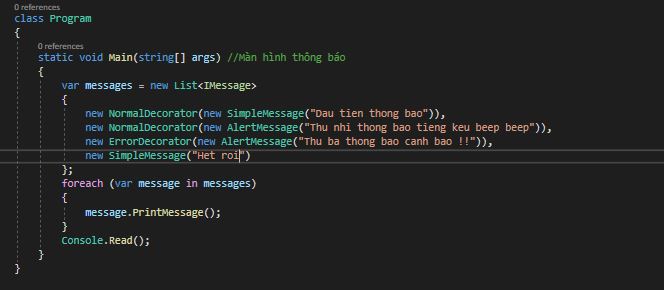 0 references
class Program
{
0 references
static void Main(string[] args) //Màn hình thông báo
{
var messages = new List<IMessage>
{
new NormalDecorator(new SimpleMessage("Dau tien thong bao")),
new NormalDecorator(new AlertMessage("Thu nhi thong bao tieng keu beep beep")),
new ErrorDecorator(new AlertMessage("Thu ba thong bao canh bao !!")),
new SimpleMessage("Het roi")
};
foreach (var message in messages)
{
message.PrintMessage();
}
Console.Read();
}
}